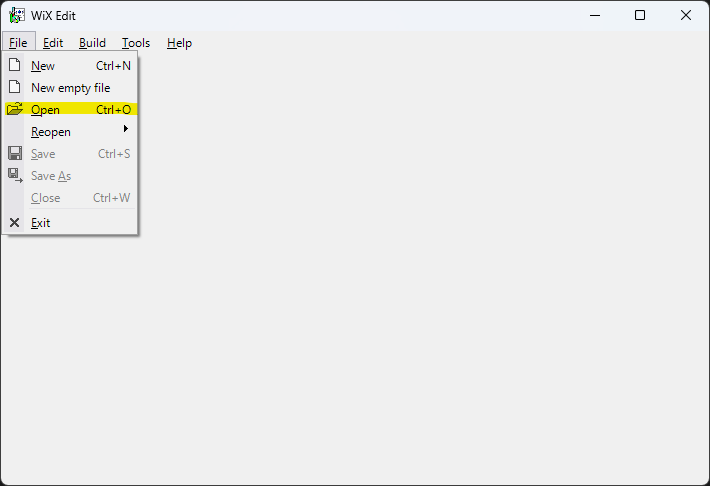 WiX Edit
File Edit Build Tools Help
New Ctrl+N
New empty file
Open Ctrl+O
Reopen
Save Ctrl+S
Save As
Close Ctrl+W
Exit